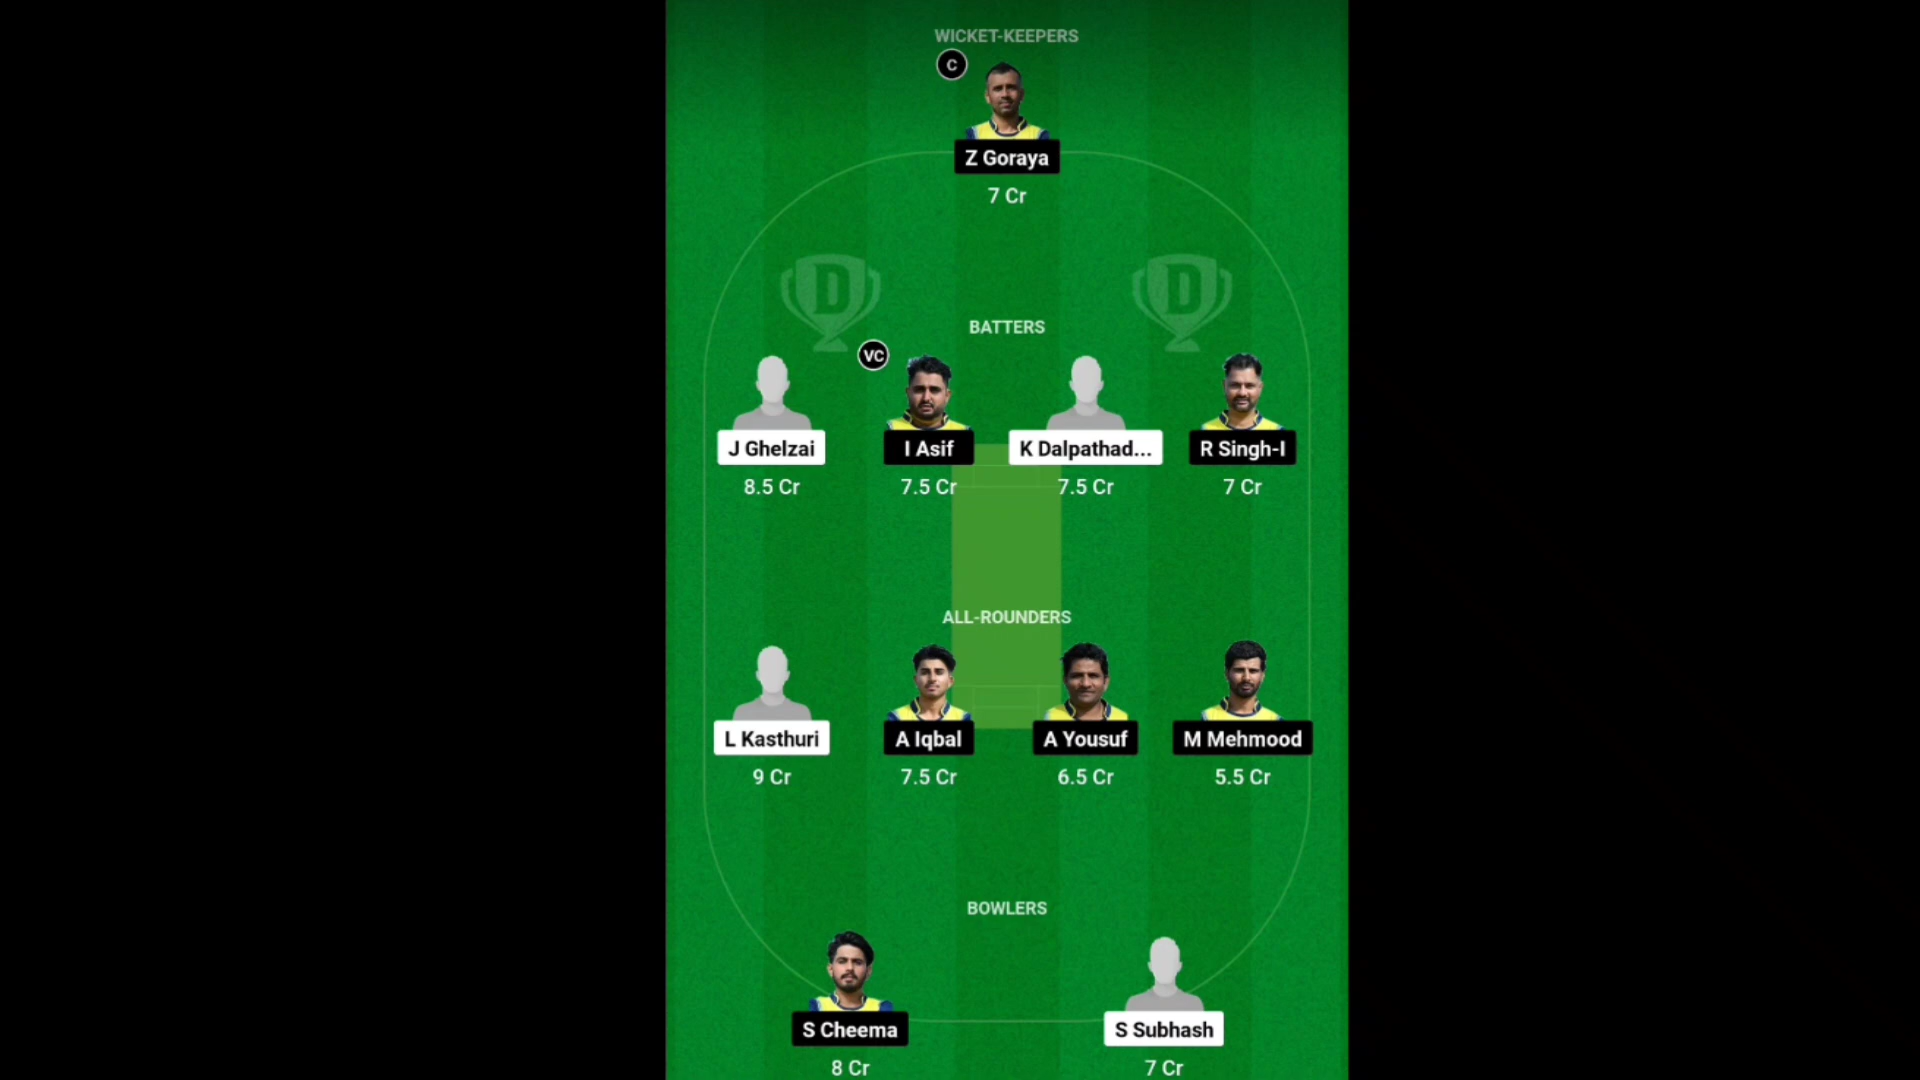 WICKET-KEEPERS
C
Z Goraya
7 Cr
D D
BATTERS
VC
J Ghelzai I Asif K Dalpathad... R Singh-I
8.5 Cr 7.5 Cr 7.5 Cr 7 Cr
ALL-ROUNDERS
L Kasthuri A Iqbal A Yousuf M Mehmood
9 Cr 7.5 Cr 6.5 Cr 5.5 Cr
BOWLERS
S Cheema S Subhash
8 Cr 7 Cr